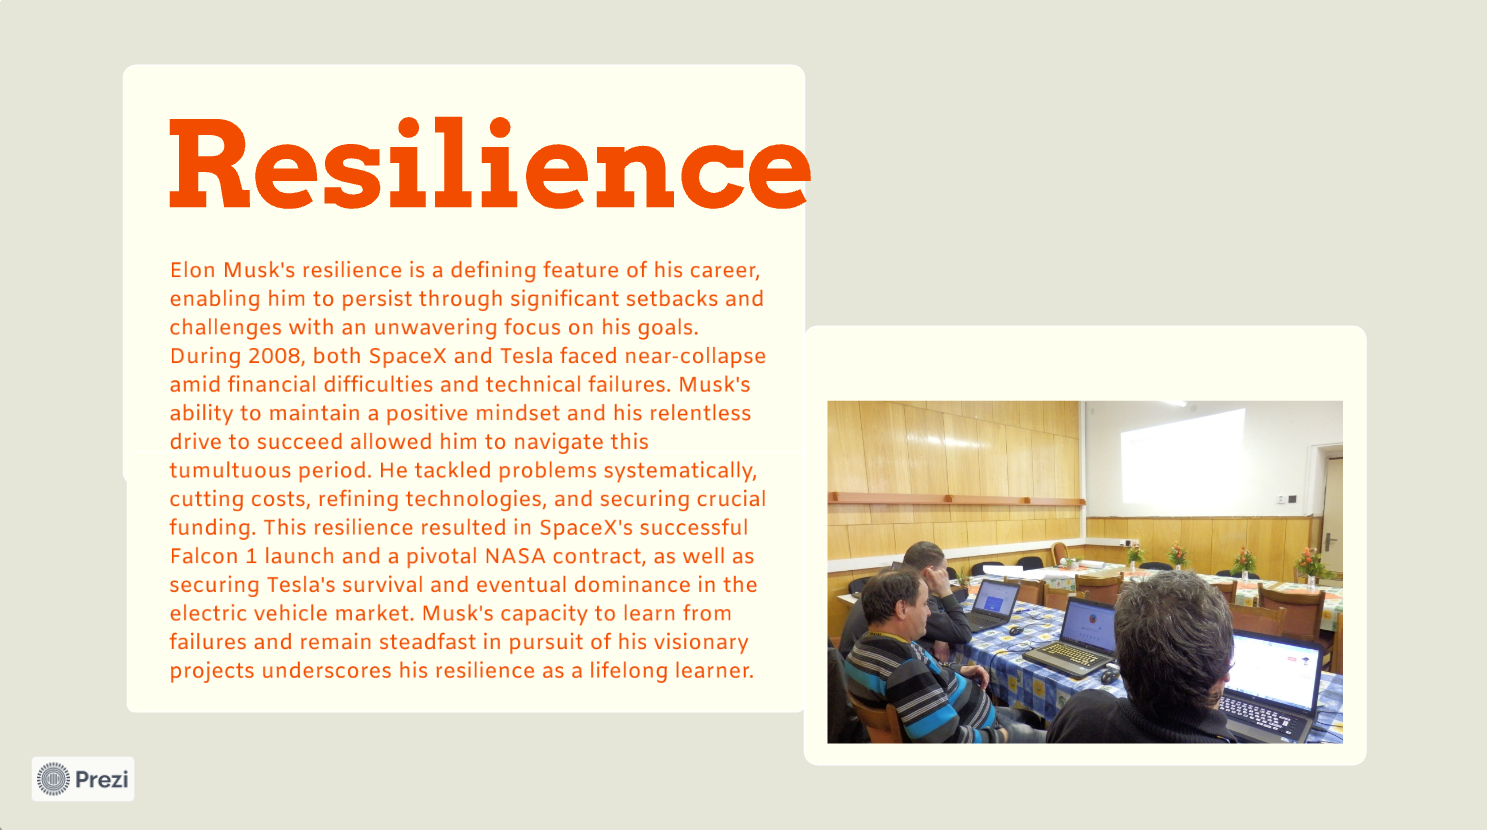 Resilience
Elon Musk's resilience is a defining feature of his career,
enabling him to persist through significant setbacks and
challenges with an unwavering focus on his goals.
During 2008, both SpaceX and Tesla faced near-collapse
amid financial difficulties and technical failures. Musk's
ability to maintain a positive mindset and his relentless
drive to succeed allowed him to navigate this
tumultuous period. He tackled problems systematically,
cutting costs, refining technologies, and securing crucial
funding. This resilience resulted in SpaceX's successful
Falcon 1 launch and a pivotal NASA contract, as well as
securing Tesla's survival and eventual dominance in the
electric vehicle market. Musk's capacity to learn from
failures and remain steadfast in pursuit of his visionary
projects underscores his resilience as a lifelong learner.
Prezi